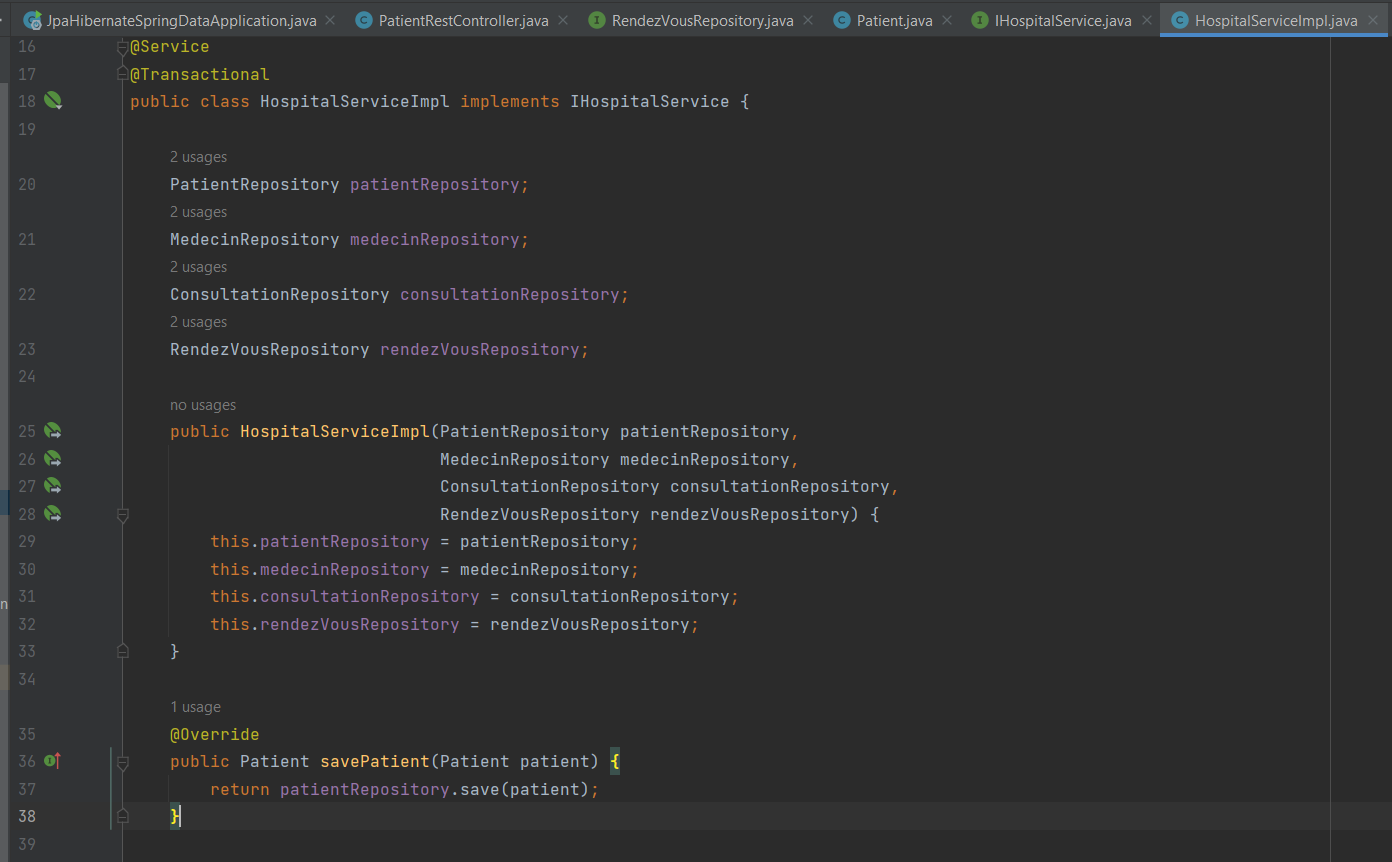 JpaHibernateSpringDataApplication.java PatientRestController.java RendezVousRepository.java Patient.java IHospitalService.java HospitalServiceImpl.java
16 @Service
17 @Transactional
18 public class HospitalServiceImpl implements IHospitalService {
19
2 usages
20 PatientRepository patientRepository;
2 usages
21 MedecinRepository medecinRepository;
2 usages
22 ConsultationRepository consultationRepository;
2 usages
23 RendezVousRepository rendezVousRepository;
24
no usages
25 public HospitalServiceImpl(PatientRepository patientRepository,
26 MedecinRepository medecinRepository,
27 ConsultationRepository consultationRepository,
28 RendezVousRepository rendezVousRepository) {
29 this.patientRepository = patientRepository;
30 this.medecinRepository = medecinRepository;
31 this.consultationRepository = consultationRepository;
32 this.rendezVousRepository = rendezVousRepository;
33 }
34
1 usage
35 @Override
36 public Patient savePatient(Patient patient) {
37 return patientRepository.save(patient);
38 }
39